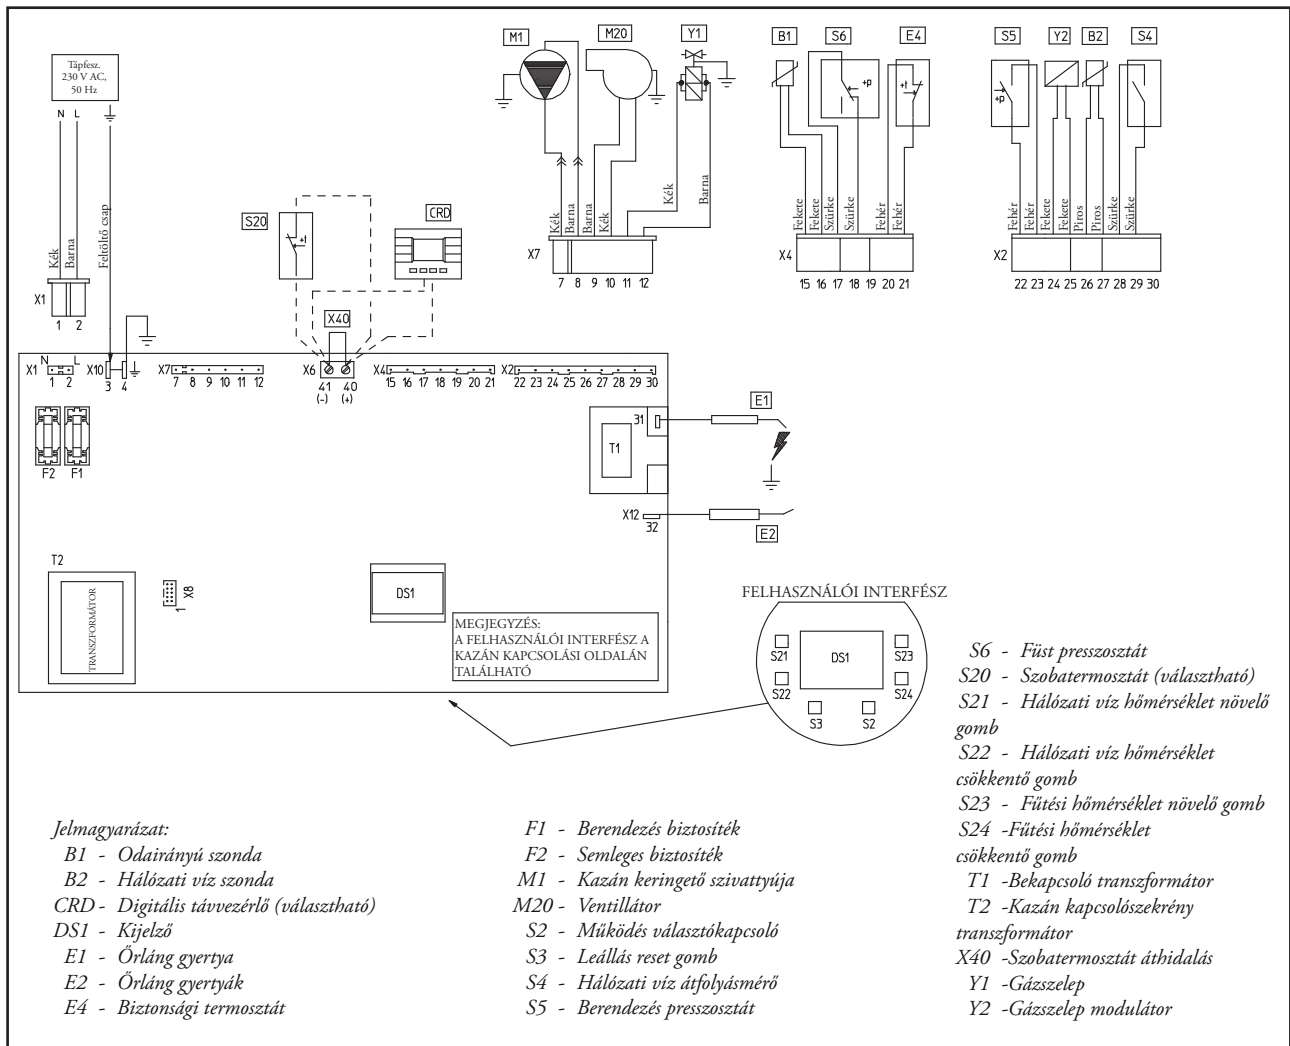 M1
M20
Y1
B1
S6
E4
S5
Y2
B2
S4
Tápfesz.
230 V AC,
50 Hz
N L
+p
+t
+p
S20
+t
CRD
Kék
Barna
Feltöltő csap
Kék
Barna
Barna
Kék
Kék
Barna
Fekete
Fekete
Szürke
Szürke
Fehér
Fehér
Fehér
Fehér
Fekete
Fekete
Piros
Piros
Szürke
Szürke
X1
1 2
X7
7 8 9 10 11 12
X4
15 16 17 18 19 20 21
X2
22 23 24 25 26 27 28 29 30
X40
X1 N L
1 2
X10
3 4
X7
7 8 9 10 11 12
X6
41 40
(-) (+)
X4
15 16 17 18 19 20 21
X2
22 23 24 25 26 27 28 29 30
F2 F1
31
T1
E1
X12
32
E2
T2
TRANSZFORMÁTOR
1
X8
DS1
MEGJEGYZÉS:
A FELHASZNÁLÓI INTERFÉSZ A
KAZÁN KAPCSOLÁSI OLDALÁN
TALÁLHATÓ
FELHASZNÁLÓI INTERFÉSZ
S21
DS1
S23
S22
S24
S3
S2
Jelmagyarázat:
B1 - Odairányú szonda
B2 - Hálózati víz szonda
CRD - Digitális távvezérlő (választható)
DS1 - Kijelző
E1 - Őrláng gyertya
E2 - Őrláng gyertyák
E4 - Biztonsági termosztát
F1 - Berendezés biztosíték
F2 - Semleges biztosíték
M1 - Kazán keringető szivattyúja
M20 - Ventillátor
S2 - Működés választókapcsoló
S3 - Leállás reset gomb
S4 - Hálózati víz átfolyásmérő
S5 - Berendezés presszosztát
S6 - Füst presszosztát
S20 - Szobatermosztát (választható)
S21 - Hálózati víz hőmérséklet növelő
gomb
S22 - Hálózati víz hőmérséklet
csökkentő gomb
S23 - Fűtési hőmérséklet növelő gomb
S24 -Fűtési hőmérséklet
csökkentő gomb
T1 -Bekapcsoló transzformátor
T2 -Kazán kapcsolószekrény
transzformátor
X40 -Szobatermosztát áthidalás
Y1 -Gázszelep
Y2 -Gázszelep modulátor